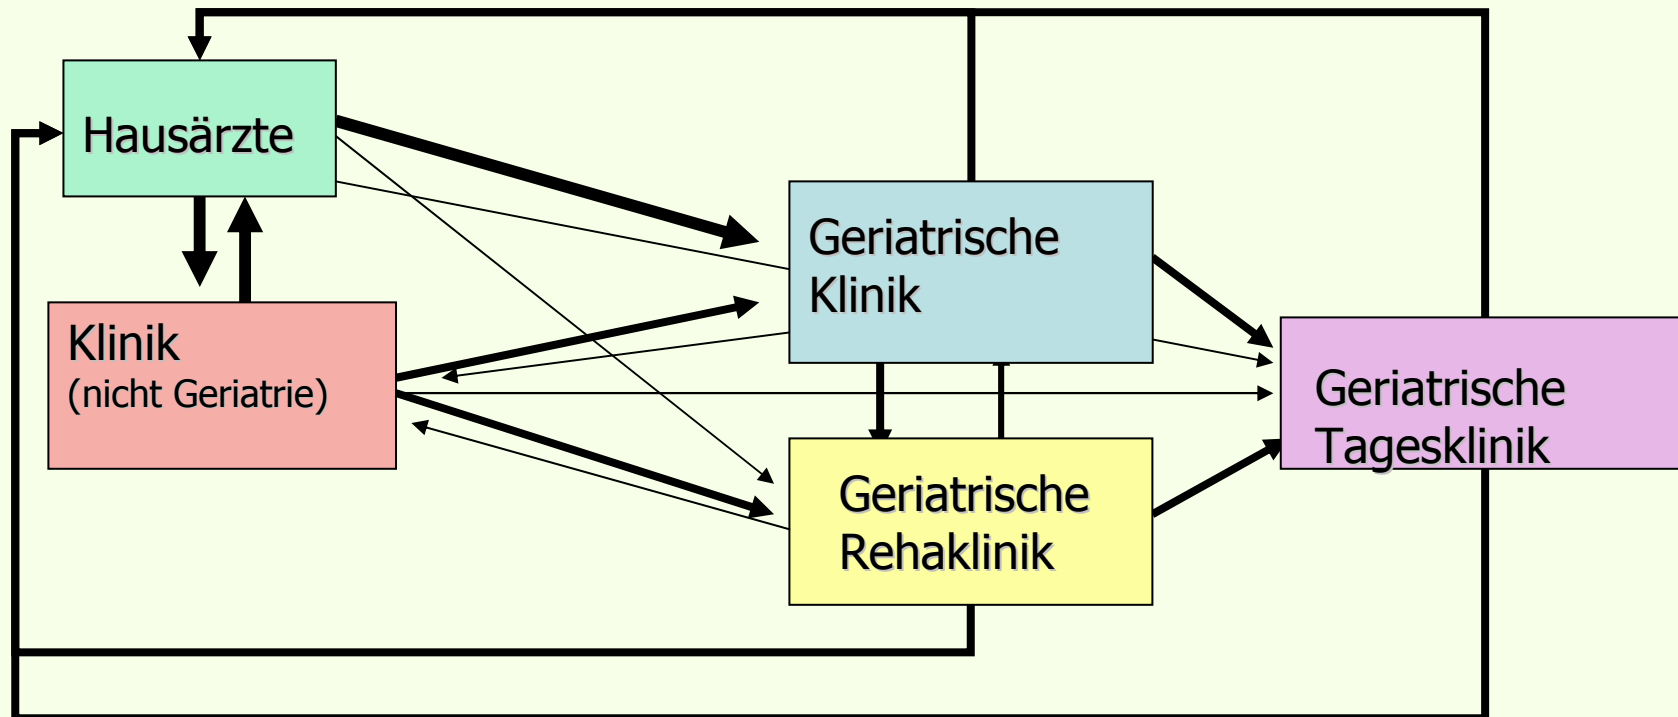 Hausärzte
Geriatrische
Klinik
Klinik
(nicht Geriatrie)
Geriatrische
Tagesklinik
Geriatrische
Rehaklinik